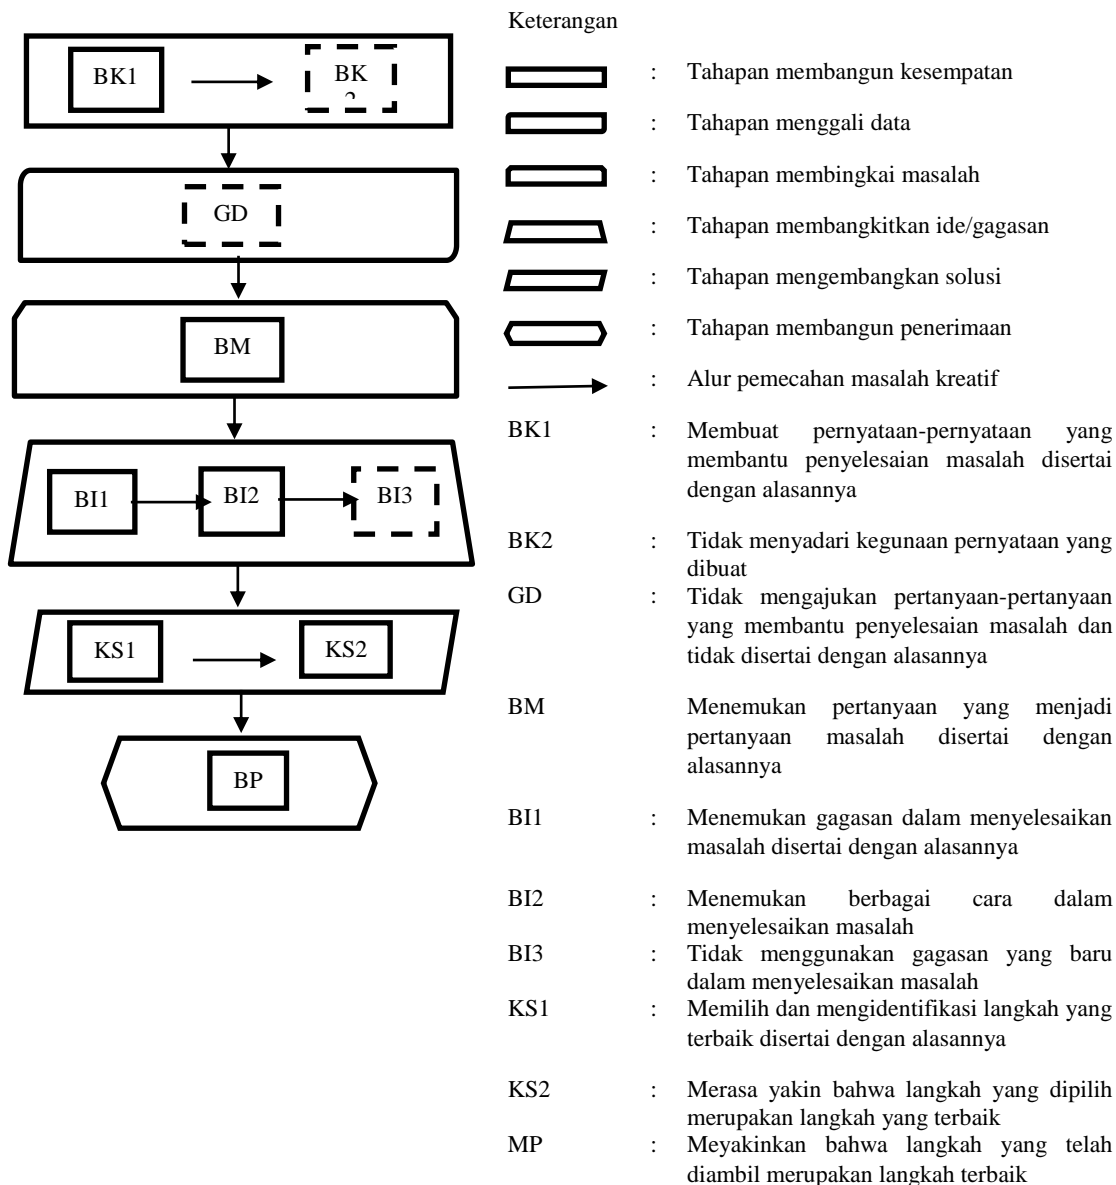 BK1
BK
2
GD
BM
BI1
BI2
BI3
KS1
KS2
BP
Keterangan
: Tahapan membangun kesempatan
: Tahapan menggali data
: Tahapan membingkai masalah
: Tahapan membangkitkan ide/gagasan
: Tahapan mengembangkan solusi
: Tahapan membangun penerimaan
: Alur pemecahan masalah kreatif
BK1 : Membuat pernyataan-pernyataan yang
membantu penyelesaian masalah disertai
dengan alasannya
BK2 : Tidak menyadari kegunaan pernyataan yang
dibuat
GD : Tidak mengajukan pertanyaan-pertanyaan
yang membantu penyelesaian masalah dan
tidak disertai dengan alasannya
BM Menemukan pertanyaan yang menjadi
pertanyaan masalah disertai dengan
alasannya
BI1 : Menemukan gagasan dalam menyelesaikan
masalah disertai dengan alasannya
BI2 : Menemukan berbagai cara dalam
menyelesaikan masalah
BI3 : Tidak menggunakan gagasan yang baru
dalam menyelesaikan masalah
KS1 : Memilih dan mengidentifikasi langkah yang
terbaik disertai dengan alasannya
KS2 : Merasa yakin bahwa langkah yang dipilih
merupakan langkah yang terbaik
MP : Meyakinkan bahwa langkah yang telah
diambil merupakan langkah terbaik